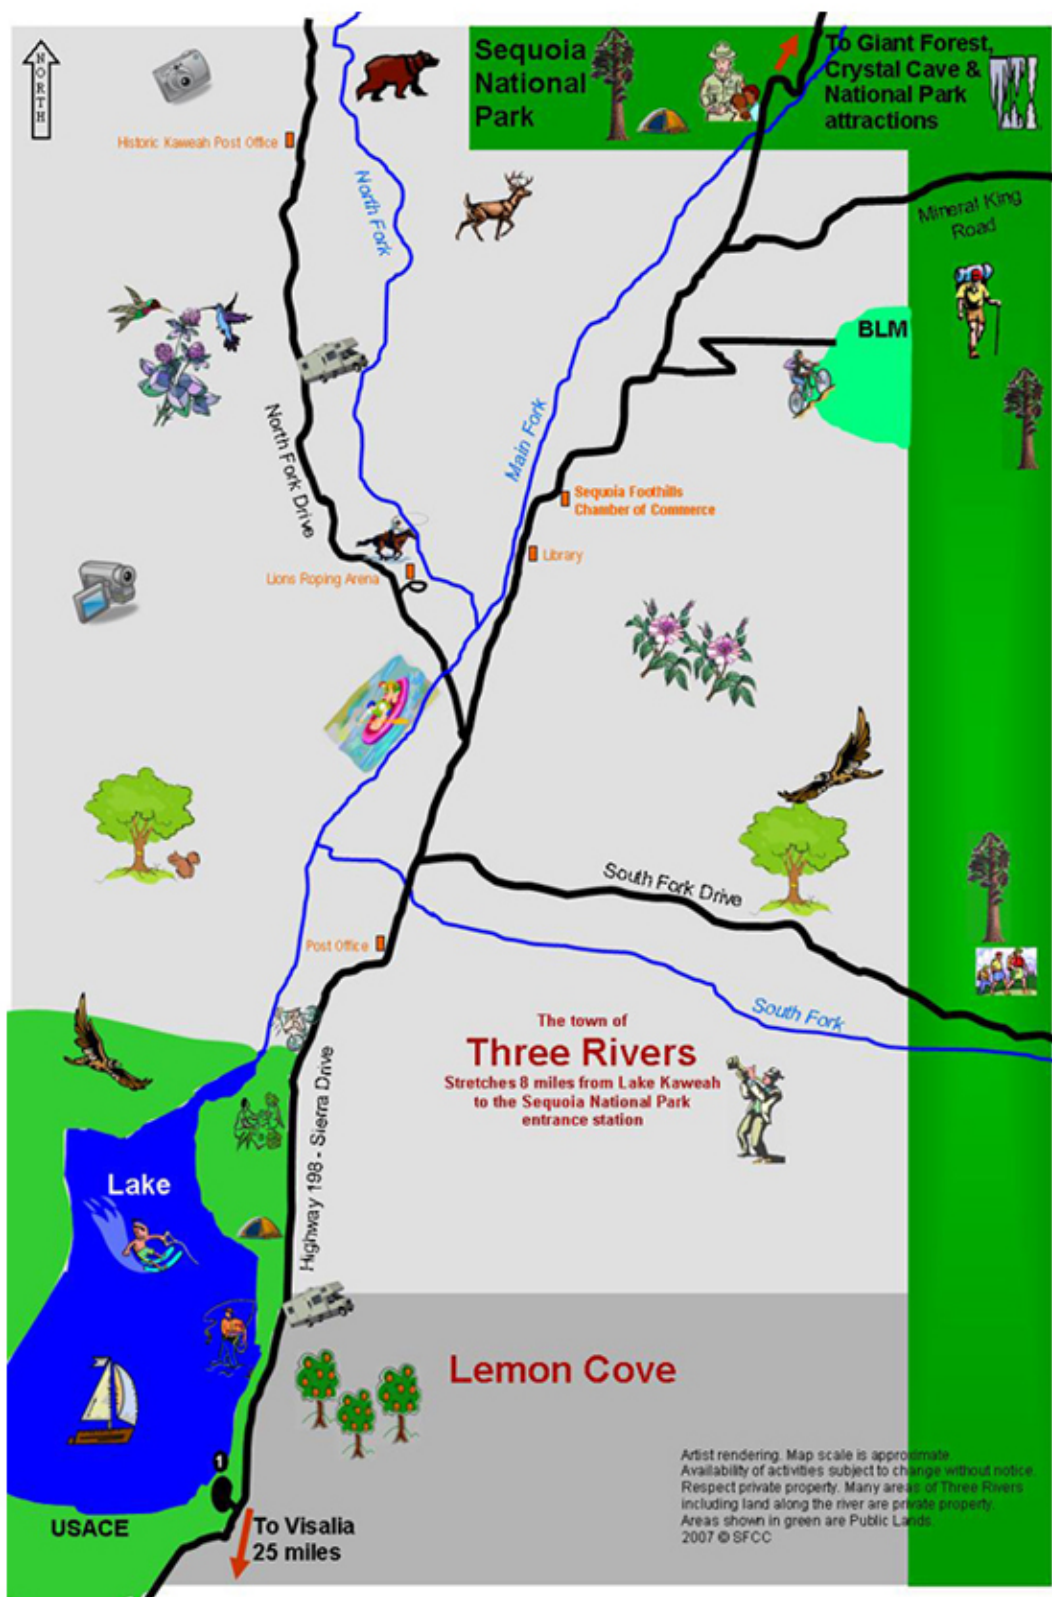 NORTH
Sequoia
National
Park
To Giant Forest,
Crystal Cave &
National Park
attractions
Historic Kaweah Post Office
North Fork
Mineral King
Road
BLM
North Fork Drive
Main Fork
Sequoia Foothills
Chamber of Commerce
Library
Lions Roping Arena
South Fork Drive
Post Office
South Fork
The town of
Three Rivers
Stretches 8 miles from Lake Kaweah
to the Sequoia National Park
entrance station
Highway 198 - Sierra Drive
Lake
Lemon Cove
1
USACE
To Visalia
25 miles
Artist rendering. Map scale is approximate.
Availability of activities subject to change without notice.
Respect private property. Many areas of Three Rivers
including land along the river are private property.
Areas shown in green are Public Lands.
2007 © SFCC